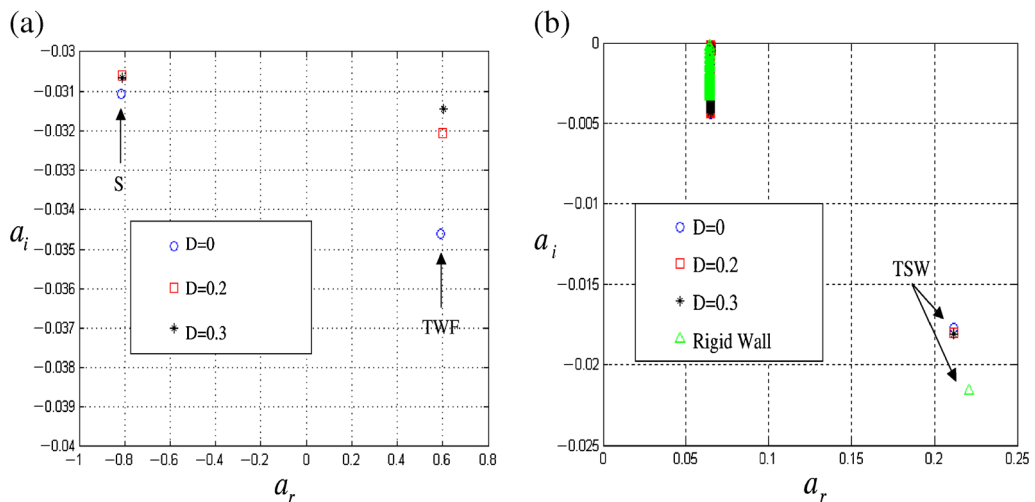 (a)
−0.03
−0.031
−0.032
−0.033
−0.034
−0.035
−0.036
−0.037
−0.038
−0.039
−0.04
−1 −0.8 −0.6 −0.4 −0.2 0 0.2 0.4 0.6 0.8
a_i
a_r
S
TWF
D=0
D=0.2
D=0.3
(b)
0
−0.005
−0.01
−0.015
−0.02
−0.025
0 0.05 0.1 0.15 0.2 0.25
a_i
a_r
TSW
D=0
D=0.2
D=0.3
Rigid Wall